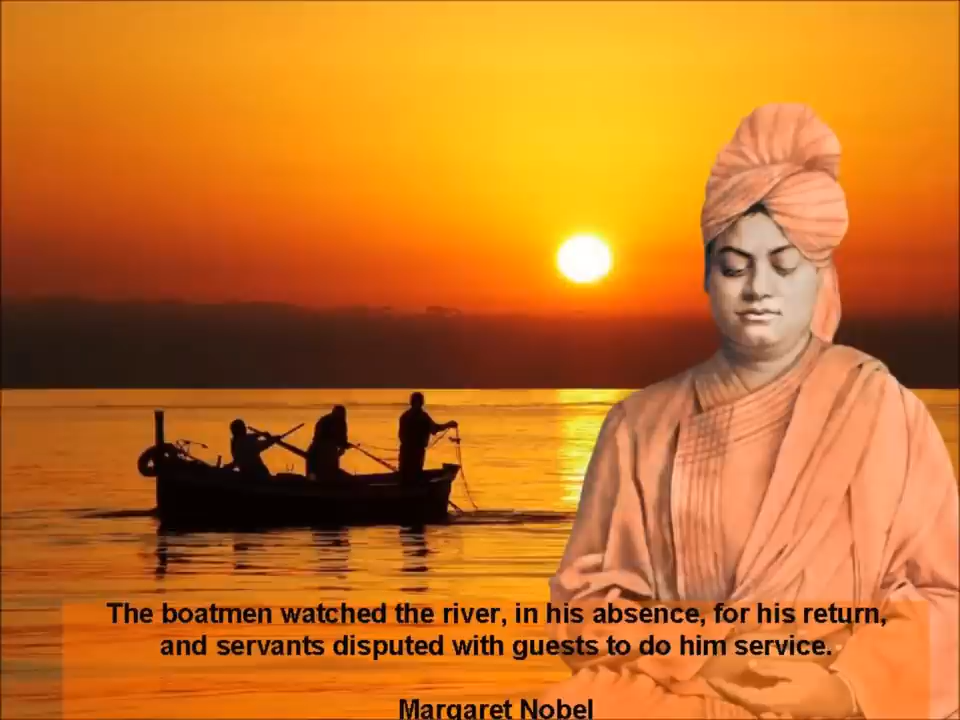 The boatmen watched the river, in his absence, for his return,
and servants disputed with guests to do him service.
Margaret Nobel